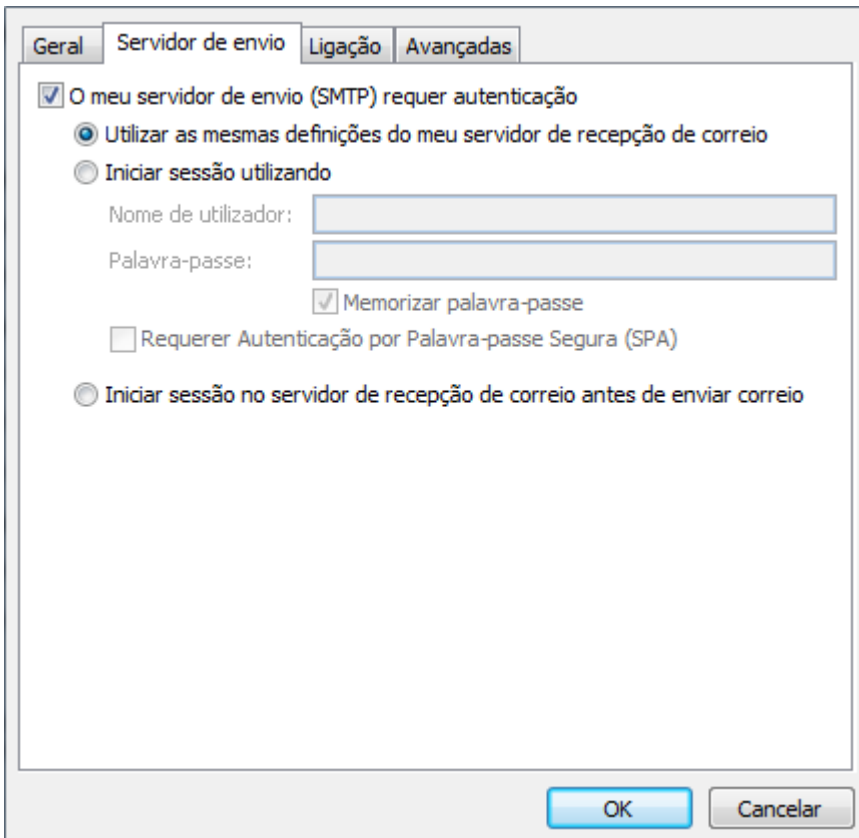 Geral Servidor de envio Ligação Avançadas
O meu servidor de envio (SMTP) requer autenticação
Utilizar as mesmas definições do meu servidor de recepção de correio
Iniciar sessão utilizando
Nome de utilizador:
Palavra-passe:
Memorizar palavra-passe
Requerer Autenticação por Palavra-passe Segura (SPA)
Iniciar sessão no servidor de recepção de correio antes de enviar correio
OK Cancelar